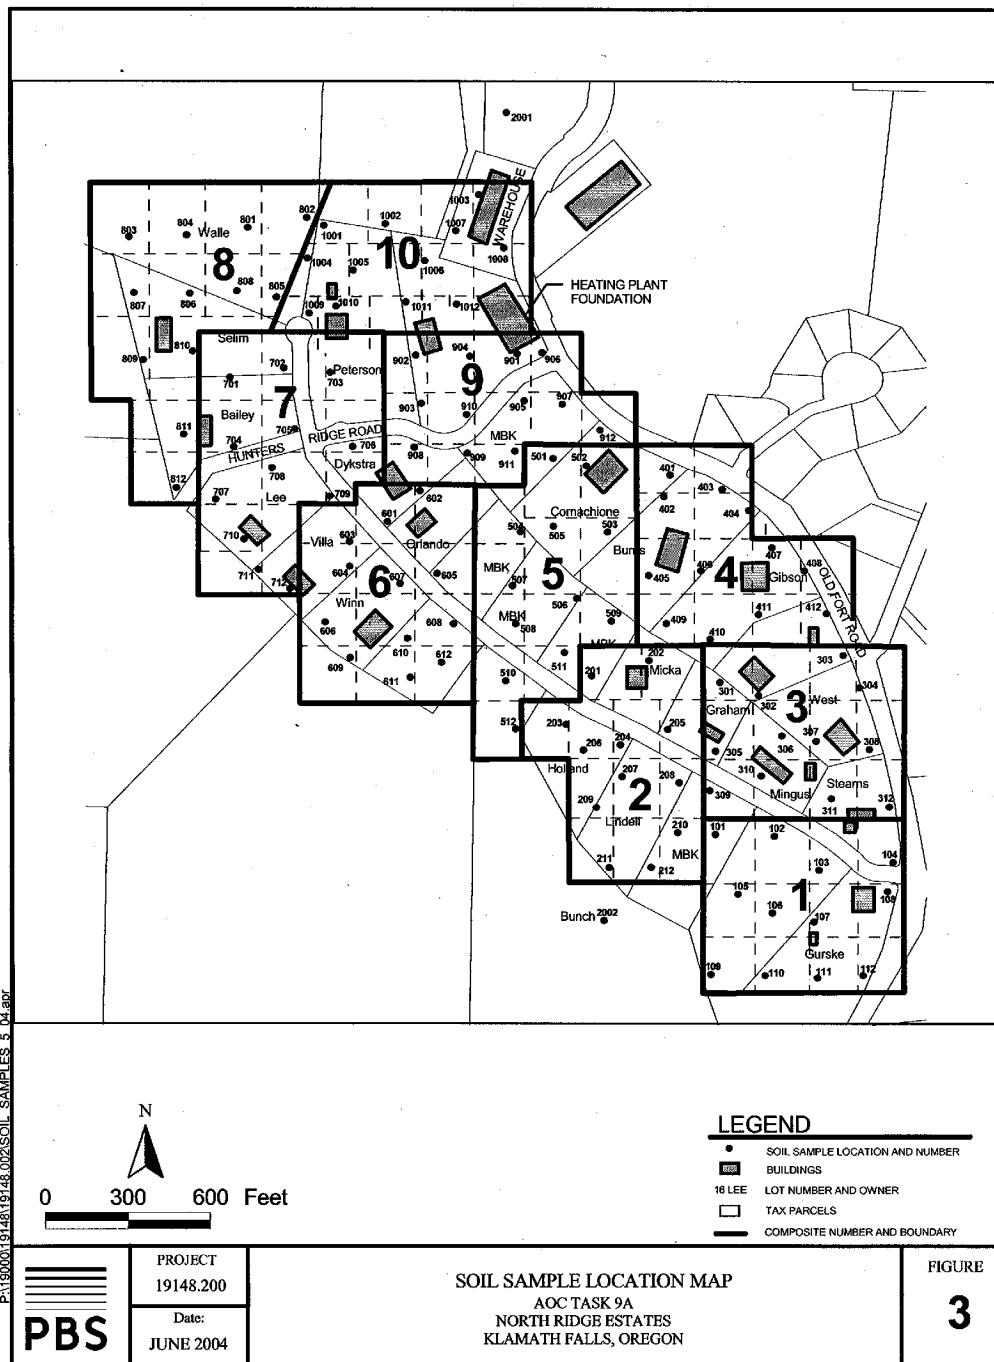 2001
WAREHOUSE
1003
802
1002
801
1001
1007
804
803
Walle
10
1008
8
1004
1005
1006
HEATING PLANT
FOUNDATION
808
805
807
806
1010
1011
1012
1009
Selim
810
904
902
901
906
809
702
Peterson
9
701
703
7
903
905
907
Bailey
910
811
705
RIDGE ROAD
MBK
912
704
706
HUNTERS
908
909
911
501
502
708
Dykstra
401
812
Lee
602
403
707
709
402
601
Cornachione
404
504
503
710
Villa
603
Orlando
505
Burns
407
MBK
5
4
408
711
604
6
607
605
406
Gibson
712
507
405
OLD FORT ROAD
Winn
506
MBK
411
412
606
608
508
509
409
MBK
410
610
609
612
511
202
303
510
201
Micka
611
301
302
304
West
Graham
3
512
203
205
204
307
206
305
306
308
Holland
207
208
310
Stearns
2
309
Mingus
209
311
312
Lindell
210
101
102
MBK
104
211
212
103
105
1
108
106
Bunch
2002
107
Gurske
109
110
111
112
P:\19000\19148\19148.002\SOIL_SAMPLES_5_04.apr
N
0 300 600 Feet
LEGEND
SOIL SAMPLE LOCATION AND NUMBER
BUILDINGS
16 LEE LOT NUMBER AND OWNER
TAX PARCELS
COMPOSITE NUMBER AND BOUNDARY
PBS
PROJECT
19148.200
Date:
JUNE 2004
SOIL SAMPLE LOCATION MAP
AOC TASK 9A
NORTH RIDGE ESTATES
KLAMATH FALLS, OREGON
FIGURE
3